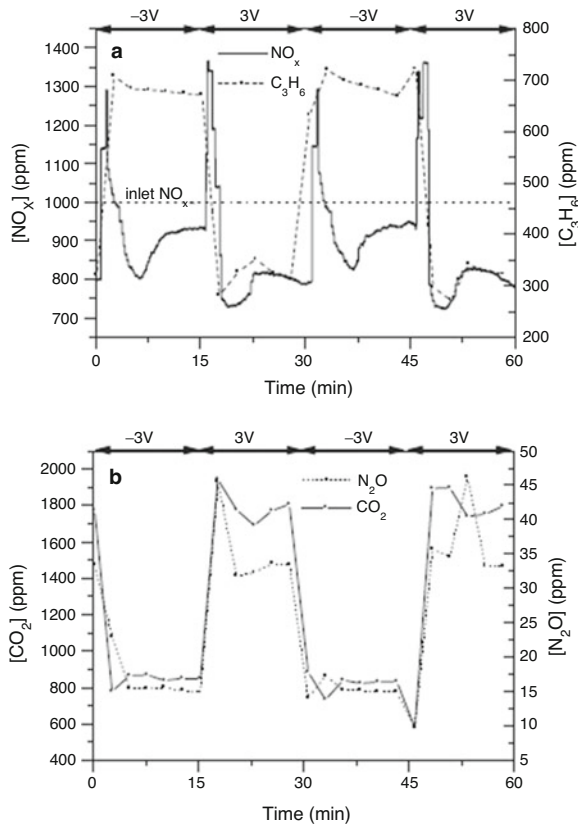 −3V 3V −3V 3V
a
NOx
C3H6
inlet NOx
1400
1300
1200
1100
1000
900
800
700
[NOX] (ppm)
800
700
600
500
400
300
200
[C3H6] (ppm)
0 15 30 45 60
Time (min)
−3V 3V −3V 3V
b
N2O
CO2
2000
1800
1600
1400
1200
1000
800
600
400
[CO2] (ppm)
50
45
40
35
30
25
20
15
10
5
[N2O] (ppm)
0 15 30 45 60
Time (min)